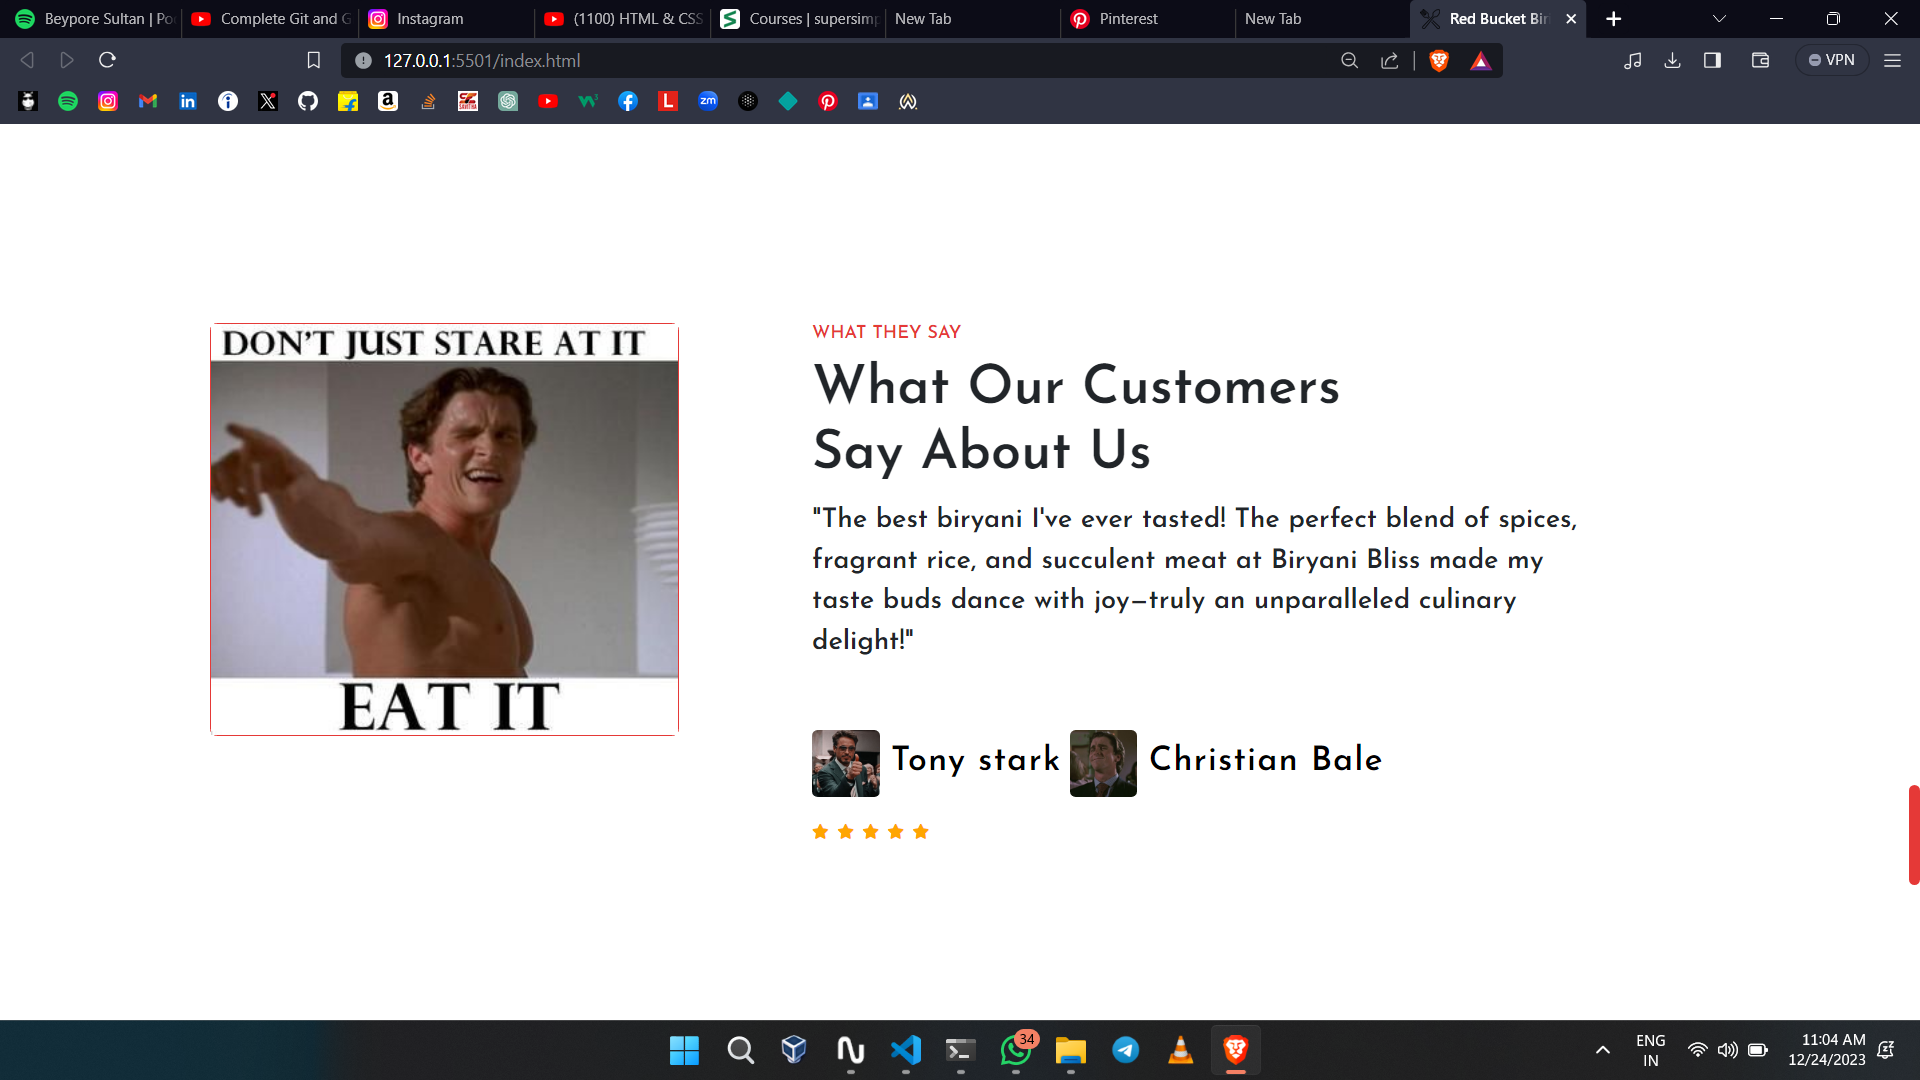 Beypore Sultan | Po
Complete Git and G
Instagram
(1100) HTML & CSS
Courses | supersimp
New Tab
Pinterest
New Tab
Red Bucket Bir
127.0.0.1:5501/index.html
VPN
DON'T JUST STARE AT IT
EAT IT
WHAT THEY SAY
What Our Customers
Say About Us
"The best biryani I've ever tasted! The perfect blend of spices,
fragrant rice, and succulent meat at Biryani Bliss made my
taste buds dance with joy—truly an unparalleled culinary
delight!"
Tony stark
Christian Bale
34
ENG
IN
11:04 AM
12/24/2023